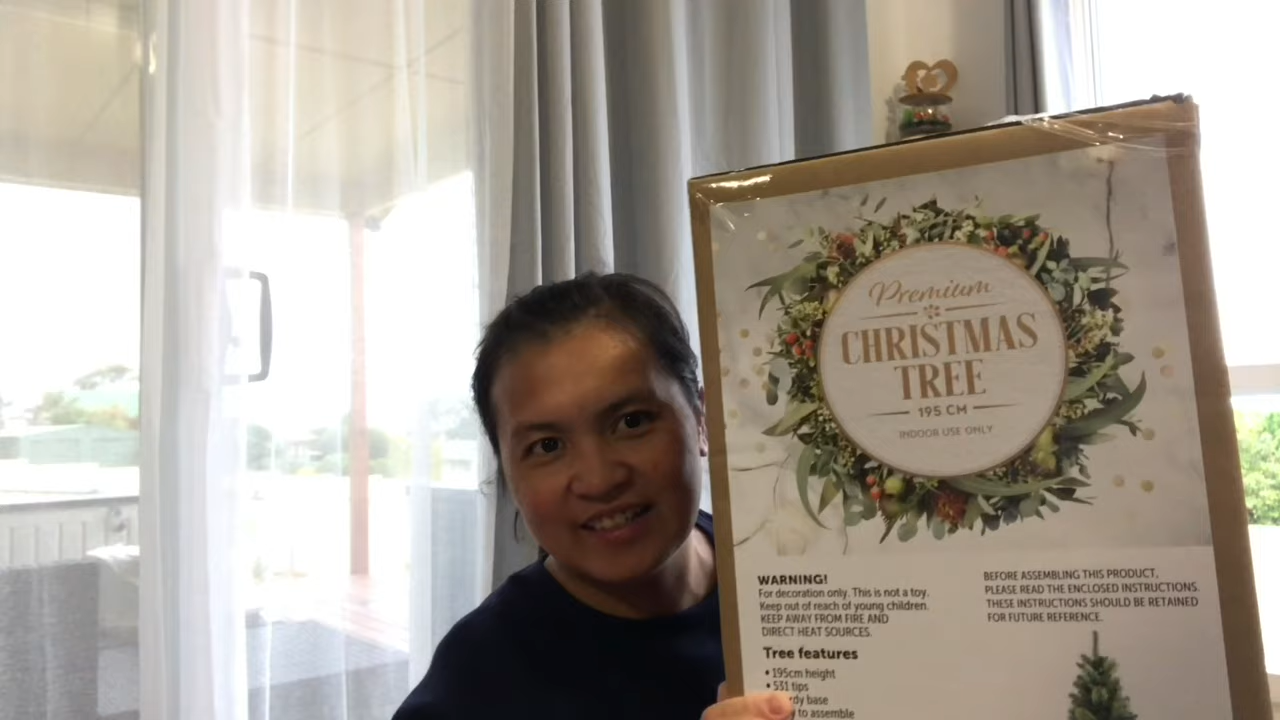 Premium
CHRISTMAS
TREE
195 CM
INDOOR USE ONLY
WARNING!
For decoration only. This is not a toy.
Keep out of reach of young children.
KEEP AWAY FROM FIRE AND
DIRECT HEAT SOURCES.
BEFORE ASSEMBLING THIS PRODUCT,
PLEASE READ THE ENCLOSED INSTRUCTIONS.
THESE INSTRUCTIONS SHOULD BE RETAINED
FOR FUTURE REFERENCE.
Tree features
• 195cm height
• 531 tips
base
to assemble